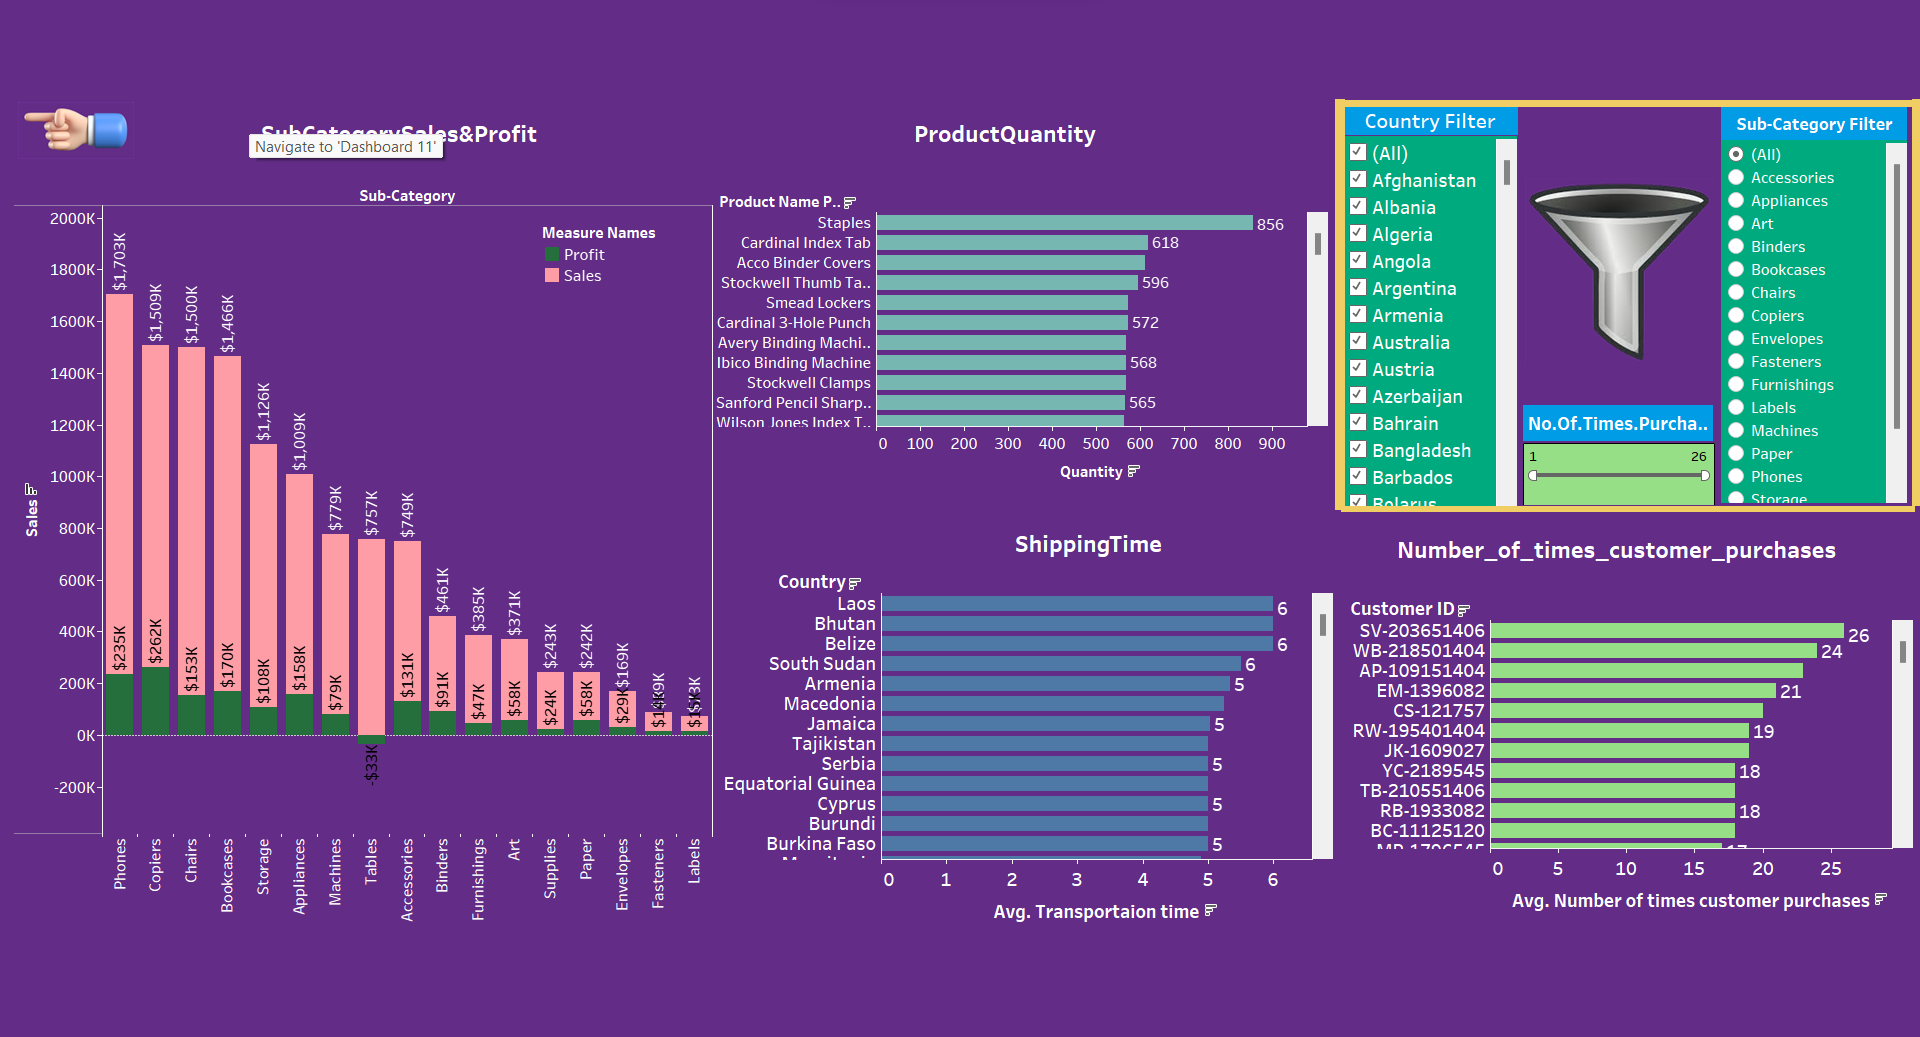 SubCategorySales&Profit
Navigate to 'Dashboard 11'
Sub-Category
Sales
2000K
1800K
1600K
1400K
1200K
1000K
800K
600K
400K
200K
0K
-200K
Measure Names
Profit
Sales
$1,703K
$1,509K
$1,500K
$1,466K
$1,126K
$1,009K
$779K
$757K
$749K
$461K
$385K
$371K
$243K
$242K
$169K
$235K
$262K
$153K
$170K
$108K
$158K
$79K
-$33K
$131K
$91K
$47K
$58K
$24K
$58K
$29K
Phones
Copiers
Chairs
Bookcases
Storage
Appliances
Machines
Tables
Accessories
Binders
Furnishings
Art
Supplies
Paper
Envelopes
Fasteners
Labels
ProductQuantity
Product Name P..
Staples 856
Cardinal Index Tab 618
Acco Binder Covers
Stockwell Thumb Ta.. 596
Smead Lockers
Cardinal 3-Hole Punch 572
Avery Binding Machi..
Ibico Binding Machine 568
Stockwell Clamps
Sanford Pencil Sharp.. 565
Wilson Jones Index T..
0 100 200 300 400 500 600 700 800 900
Quantity
Country Filter
(All)
Afghanistan
Albania
Algeria
Angola
Argentina
Armenia
Australia
Austria
Azerbaijan
Bahrain
Bangladesh
Barbados
Belarus
No.Of.Times.Purcha..
1 26
Sub-Category Filter
(All)
Accessories
Appliances
Art
Binders
Bookcases
Chairs
Copiers
Envelopes
Fasteners
Furnishings
Labels
Machines
Paper
Phones
Storage
ShippingTime
Country
Laos 6
Bhutan
Belize 6
South Sudan 6
Armenia 5
Macedonia
Jamaica 5
Tajikistan
Serbia 5
Equatorial Guinea
Cyprus 5
Burundi
Burkina Faso 5
0 1 2 3 4 5 6
Avg. Transportaion time
Number_of_times_customer_purchases
Customer ID
SV-203651406 26
WB-218501404 24
AP-109151404
EM-1396082 21
CS-121757
RW-195401404 19
JK-1609027
YC-2189545 18
TB-210551406
RB-1933082 18
BC-11125120
0 5 10 15 20 25
Avg. Number of times customer purchases